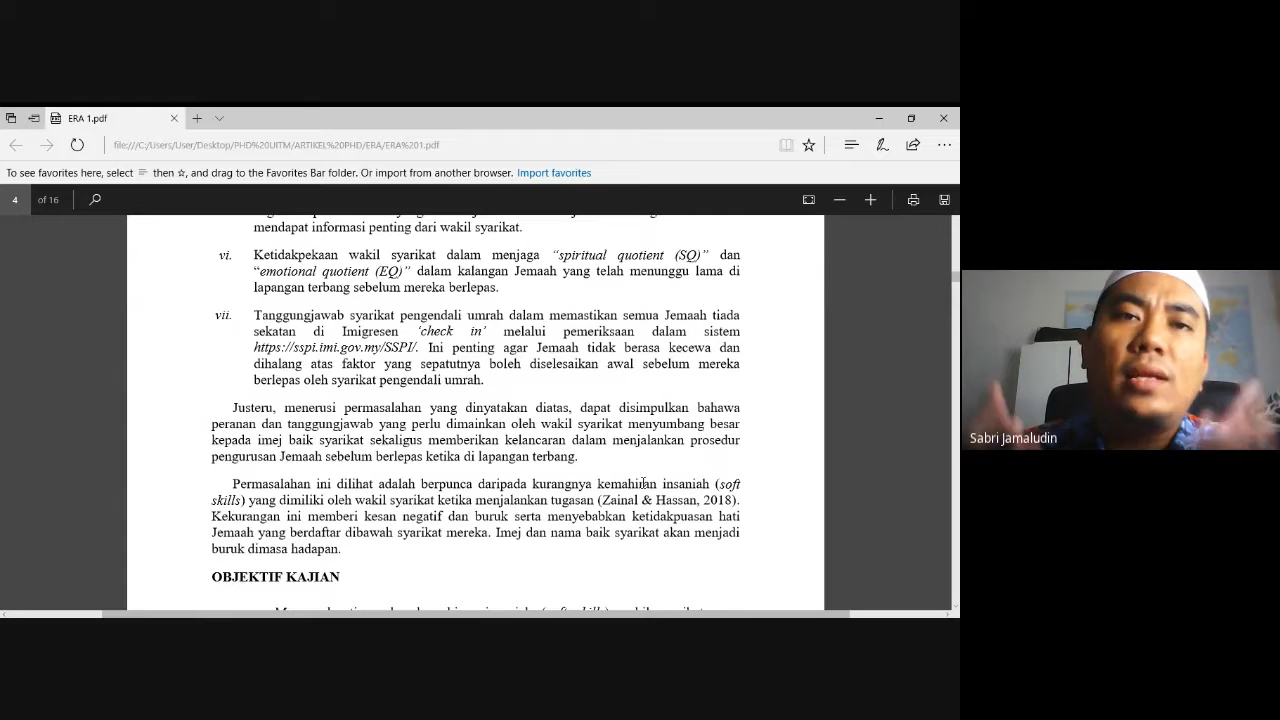 ERA 1.pdf
file:///C:/Users/User/Desktop/PHD%20UITM/ARTIKEL%20PHD/ERA/ERA%201.pdf
To see favorites here, select then ☆, and drag to the Favorites Bar folder. Or import from another browser. Import favorites
4 of 16
mendapat informasi penting dari wakil syarikat.
vi. Ketidakpekaan wakil syarikat dalam menjaga "spiritual quotient (SQ)" dan
"emotional quotient (EQ)" dalam kalangan Jemaah yang telah menunggu lama di
lapangan terbang sebelum mereka berlepas.
vii. Tanggungjawab syarikat pengendali umrah dalam memastikan semua Jemaah tiada
sekatan di Imigresen 'check in' melalui pemeriksaan dalam sistem
https://sspi.imi.gov.my/SSPI/. Ini penting agar Jemaah tidak berasa kecewa dan
dihalang atas faktor yang sepatutnya boleh diselesaikan awal sebelum mereka
berlepas oleh syarikat pengendali umrah.
Justeru, menerusi permasalahan yang dinyatakan diatas, dapat disimpulkan bahawa
peranan dan tanggungjawab yang perlu dimainkan oleh wakil syarikat menyumbang besar
kepada imej baik syarikat sekaligus memberikan kelancaran dalam menjalankan prosedur
pengurusan Jemaah sebelum berlepas ketika di lapangan terbang.
Permasalahan ini dilihat adalah berpunca daripada kurangnya kemahiran insaniah (soft
skills) yang dimiliki oleh wakil syarikat ketika menjalankan tugasan (Zainal & Hassan, 2018).
Kekurangan ini memberi kesan negatif dan buruk serta menyebabkan ketidakpuasan hati
Jemaah yang berdaftar dibawah syarikat mereka. Imej dan nama baik syarikat akan menjadi
buruk dimasa hadapan.
OBJEKTIF KAJIAN
Sabri Jamaludin